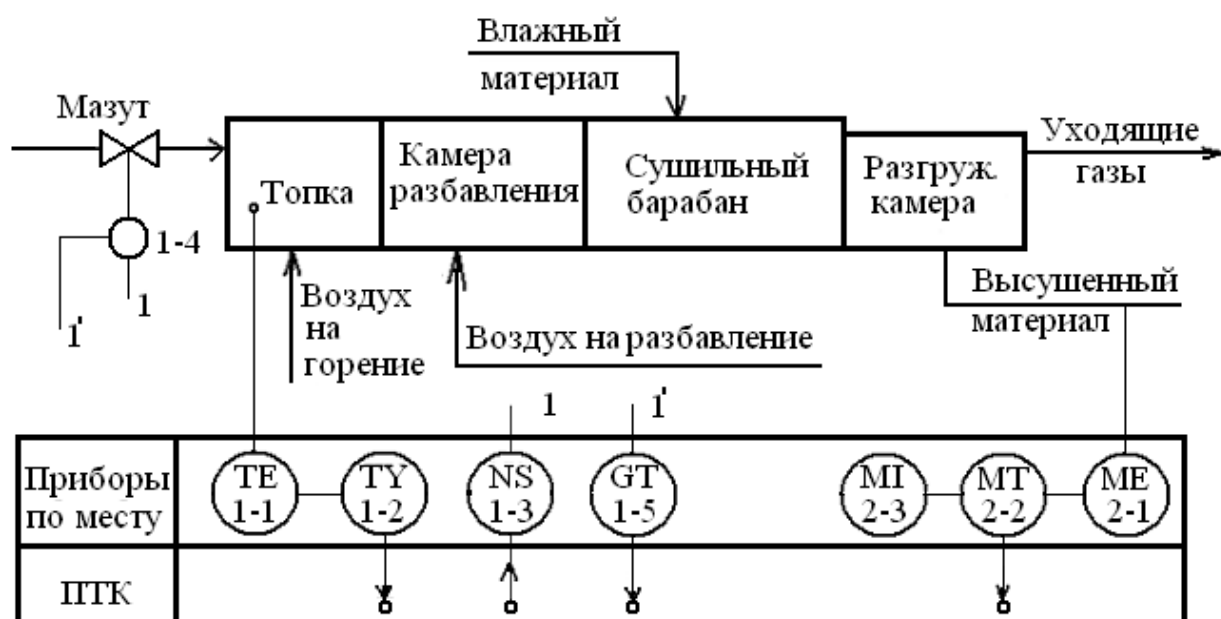 Влажный
материал
Мазут
Уходящие
газы
Топка
Камера
разбавления
Сушильный
барабан
Разгруж.
камера
1-4
1
1'
Воздух
на
горение
Воздух на разбавление
Высушенный
материал
1
1'
Приборы
по месту
TE
1-1
TY
1-2
NS
1-3
GT
1-5
MI
2-3
MT
2-2
ME
2-1
ПТК